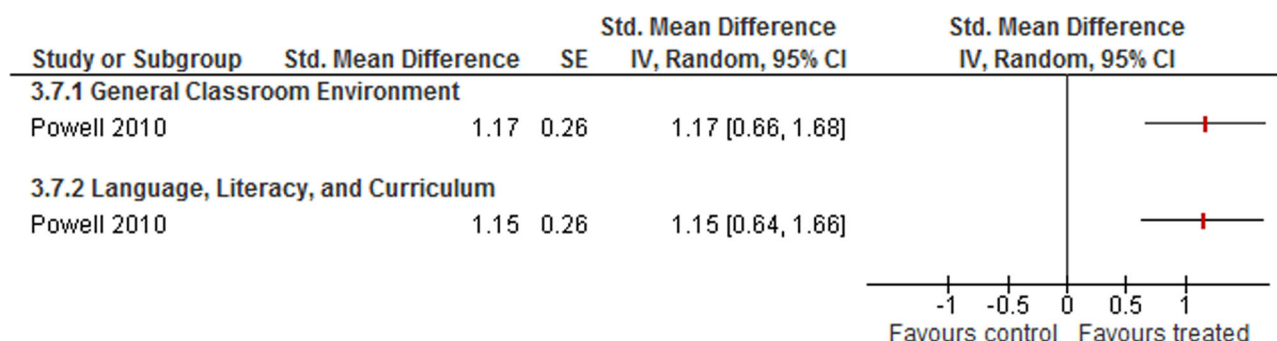 Std. Mean Difference Std. Mean Difference
Study or Subgroup Std. Mean Difference SE IV, Random, 95% CI IV, Random, 95% CI
3.7.1 General Classroom Environment
Powell 2010 1.17 0.26 1.17 [0.66, 1.68]
3.7.2 Language, Literacy, and Curriculum
Powell 2010 1.15 0.26 1.15 [0.64, 1.66]
-1 -0.5 0 0.5 1
Favours control Favours treated